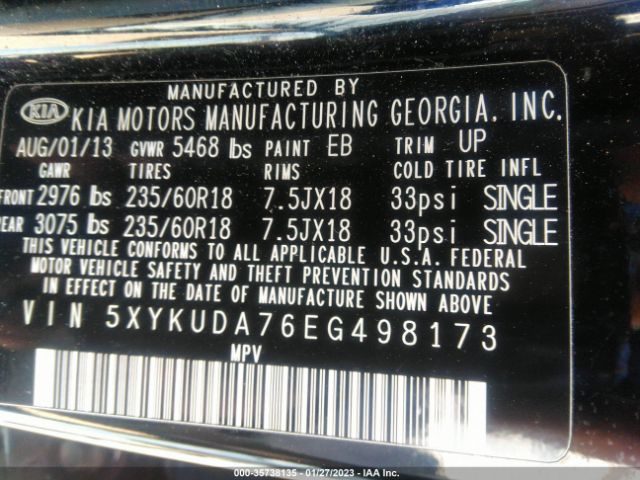 MANUFACTURED BY
KIA KIA MOTORS MANUFACTURING GEORGIA, INC.
AUG/01/13 GVWR 5468 lbs PAINT EB TRIM UP
GAWR TIRES RIMS COLD TIRE INFL
FRONT 2976 lbs 235/60R18 7.5JX18 33psi SINGLE
REAR 3075 lbs 235/60R18 7.5JX18 33psi SINGLE
THIS VEHICLE CONFORMS TO ALL APPLICABLE U.S.A. FEDERAL
MOTOR VEHICLE SAFETY AND THEFT PREVENTION STANDARDS
IN EFFECT ON THE DATE OF MANUFACTURE SHOWN ABOVE
VIN 5XYKUDA76EG498173
MPV
000-35738135 - 01/27/2023 - IAA Inc.